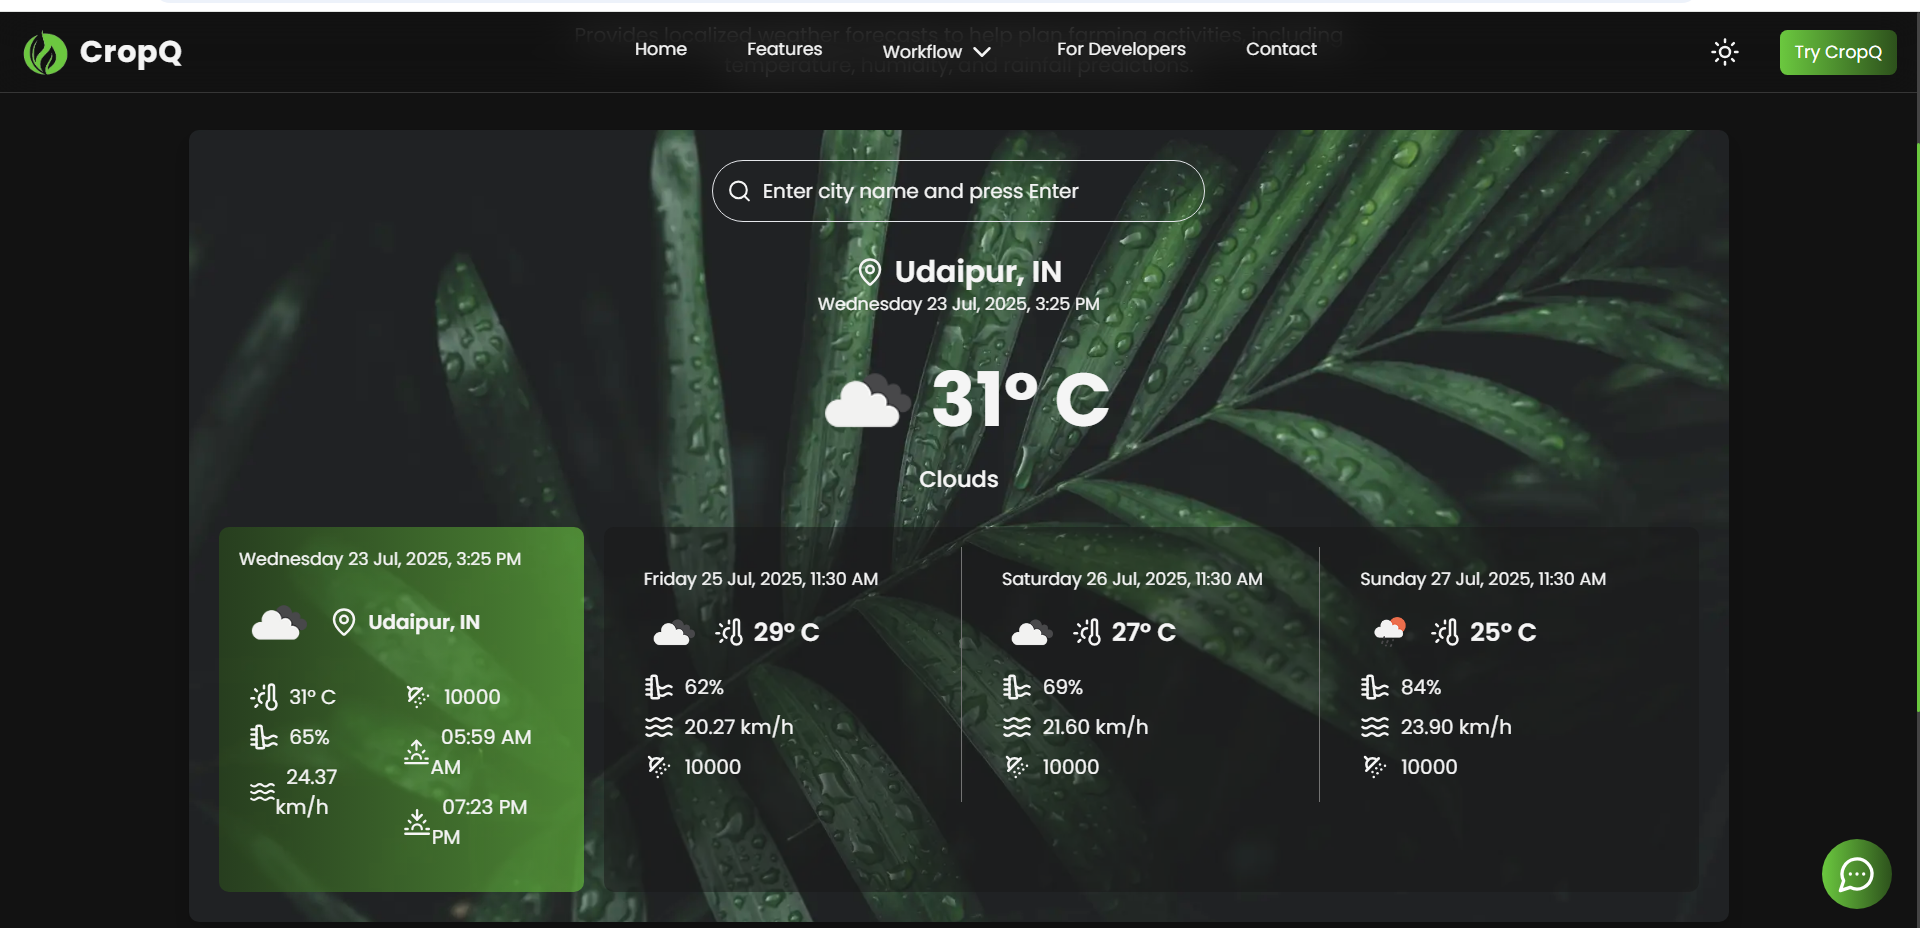 Provides localized weather forecasts to help plan farming activities, including
temperature, humidity, and rainfall predictions.
CropQ
Home
Features
Workflow
For Developers
Contact
Try CropQ
Enter city name and press Enter
Udaipur, IN
Wednesday 23 Jul, 2025, 3:25 PM
31° C
Clouds
Wednesday 23 Jul, 2025, 3:25 PM
Udaipur, IN
31° C
65%
24.37
km/h
10000
05:59 AM
AM
07:23 PM
PM
Friday 25 Jul, 2025, 11:30 AM
29° C
62%
20.27 km/h
10000
Saturday 26 Jul, 2025, 11:30 AM
27° C
69%
21.60 km/h
10000
Sunday 27 Jul, 2025, 11:30 AM
25° C
84%
23.90 km/h
10000